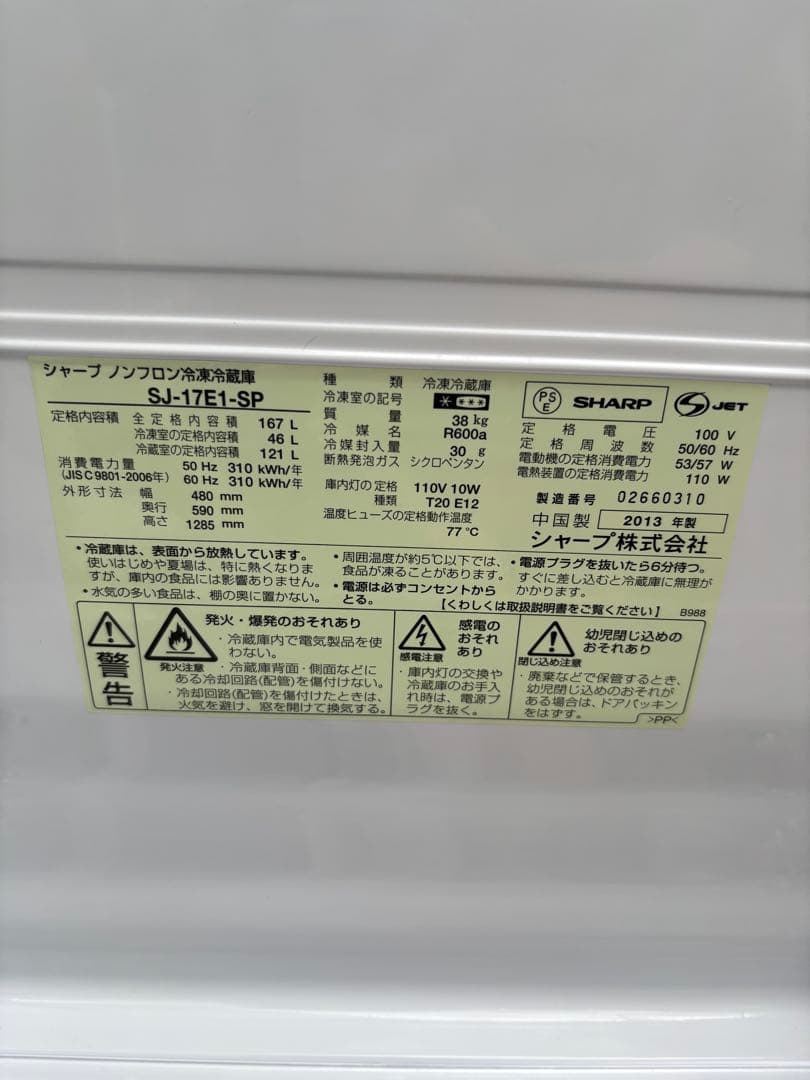 シャープ ノンフロン冷凍冷蔵庫
SJ-17E1-SP
定格内容積 全定格内容積 167 L
冷凍室の定格内容積 46 L
冷蔵室の定格内容積 121 L
消費電力量 50 Hz 310 kWh/年
(JIS C 9801-2006年) 60 Hz 310 kWh/年
外形寸法 幅 480 mm
奥行 590 mm
高さ 1285 mm
種類 冷凍冷蔵庫
冷凍室の記号
質量 38 kg
冷媒名 R600a
冷媒封入量 30 g
断熱発泡ガス シクロペンタン
庫内灯の定格 110V 10W
種類 T20 E12
温度ヒューズの定格動作温度
77 ℃
PSE SHARP JET
定格電圧 100 V
定格周波数 50/60 Hz
電動機の定格消費電力 53/57 W
電熱装置の定格消費電力 110 W
製造番号 02660310
中国製 2013 年製
シャープ株式会社
・冷蔵庫は、表面から放熱しています。
使いはじめや夏場は、特に熱くなりま
すが、庫内の食品には影響ありません。
・水気の多い食品は、棚の奥に置かない。
・周囲温度が約5℃以下では、
食品が凍ることがあります。
・電源は必ずコンセントから
とる。
・電源プラグを抜いたら6分待つ。
すぐに差し込むと冷蔵庫に無理が
かかります。
【くわしくは取扱説明書をご覧ください】 B988
警告
発火注意
発火・爆発のおそれあり
・冷蔵庫内で電気製品を使
わない。
・冷蔵庫背面・側面などに
ある冷却回路(配管)を傷付けない。
・冷却回路(配管)を傷付けたときは、
火気を避け、窓を開けて換気する。
感電注意
感電の
おそれ
あり
・庫内灯の交換や
冷蔵庫のお手入
れ時は、電源プ
ラグを抜く。
閉じ込め注意
幼児閉じ込めの
おそれあり
・廃棄などで保管するとき、
幼児閉じ込めのおそれが
ある場合は、ドアパッキン
をはずす。
>PP<